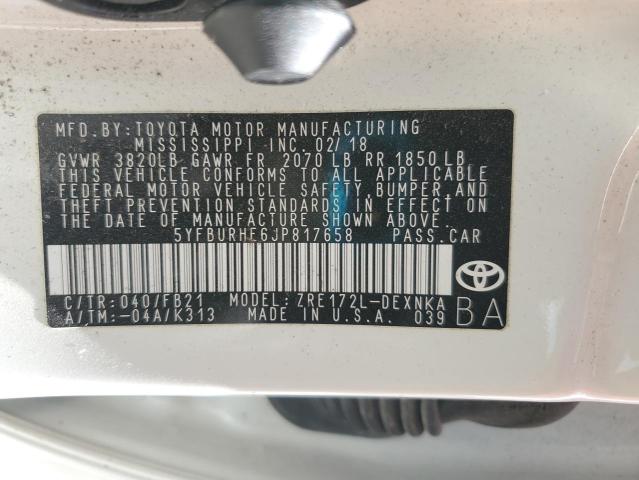 MFD.BY:TOYOTA MOTOR MANUFACTURING
MISSISSIPPI INC. 02/18
GVWR 3820LB GAWR FR 2070 LB RR 1850 LB
THIS VEHICLE CONFORMS TO ALL APPLICABLE
FEDERAL MOTOR VEHICLE SAFETY, BUMPER, AND
THEFT PREVENTION STANDARDS IN EFFECT ON
THE DATE OF MANUFACTURE SHOWN ABOVE.
5YFBURHE6JP817658 PASS.CAR
C/TR: 040/FB21 MODEL: ZRE172L-DEXNKA
A/TM:-04A/K313 MADE IN U.S.A. 039
BA